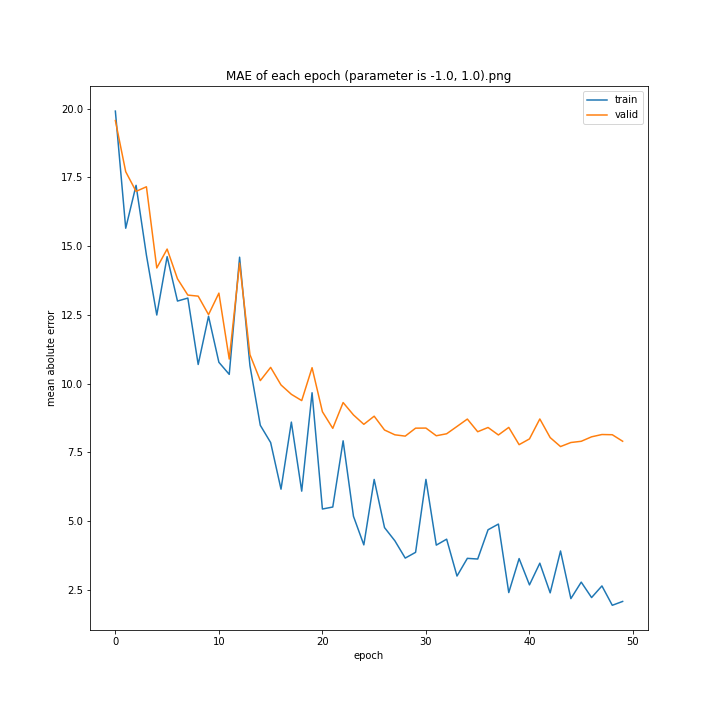 MAE of each epoch (parameter is -1.0, 1.0).png
train
valid
20.0
17.5
15.0
12.5
10.0
7.5
5.0
2.5
mean abolute error
0 10 20 30 40 50
epoch